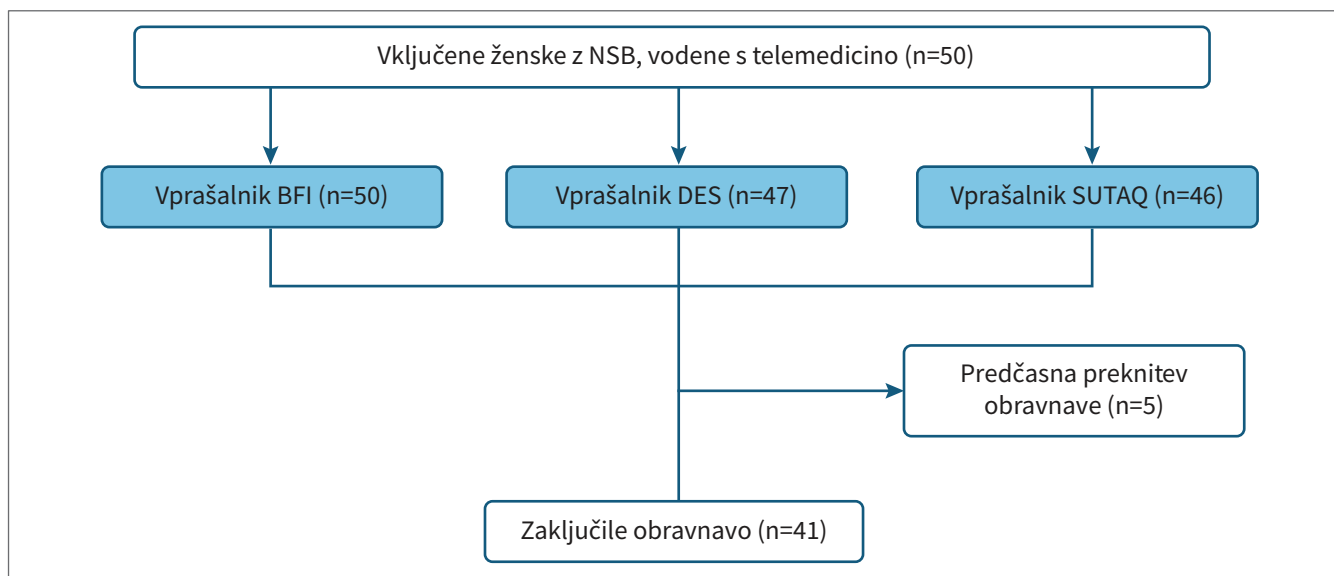 Vključene ženske z NSB, vodene s telemedicino (n=50)
Vprašalnik BFI (n=50)
Vprašalnik DES (n=47)
Vprašalnik SUTAQ (n=46)
Predčasna preknitev
obravnave (n=5)
Zaključile obravnavo (n=41)